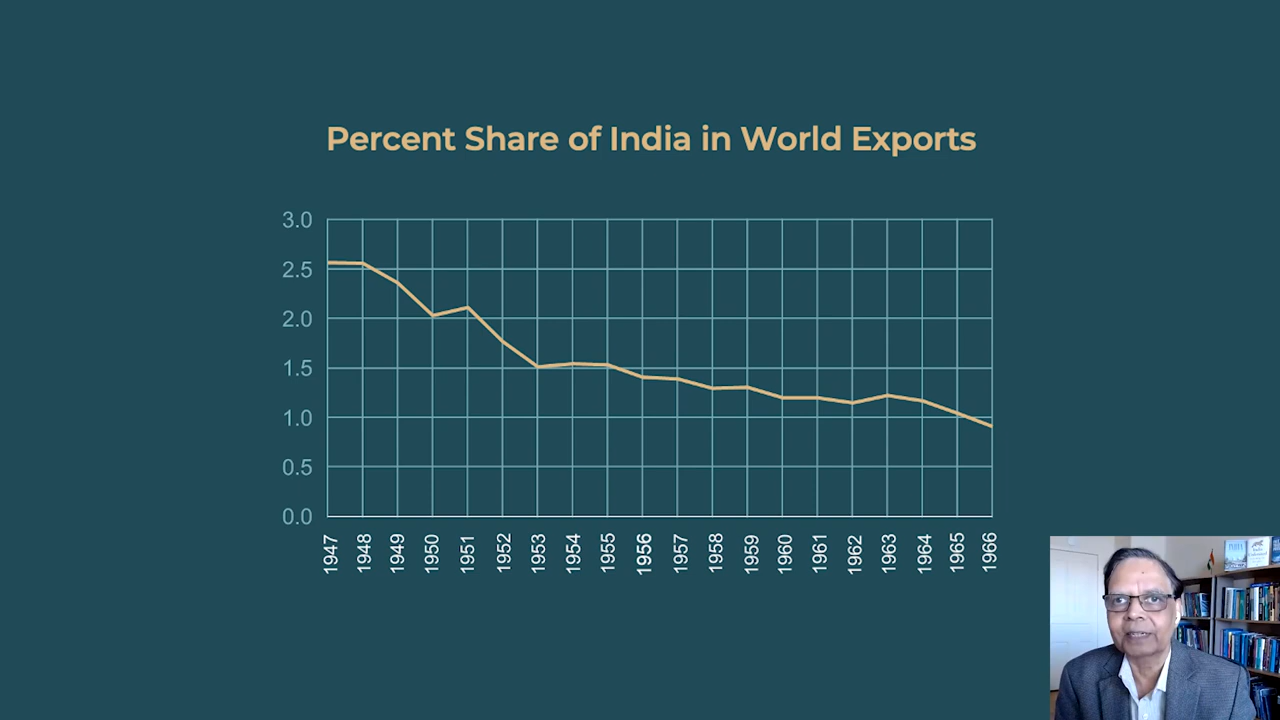 Percent Share of India in World Exports
3.0
2.5
2.0
1.5
1.0
0.5
0.0
1947 1948 1949 1950 1951 1952 1953 1954 1955 1956 1957 1958 1959 1960 1961 1962 1963 1964 1965 1966
INDIA